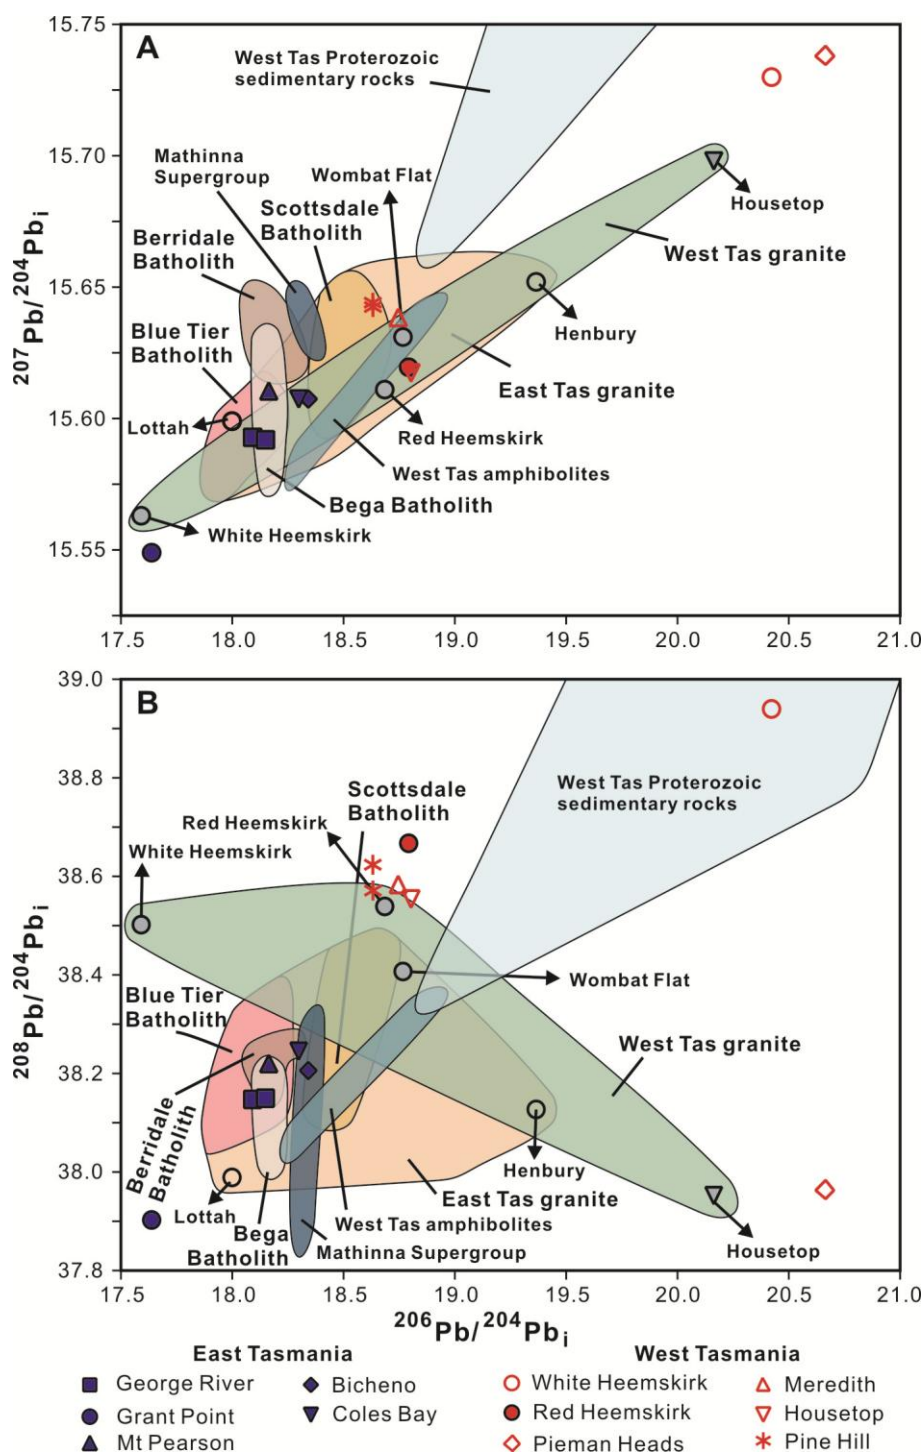 15.75
A
West Tas Proterozoic
sedimentary rocks
15.70
Mathinna
Supergroup
Wombat Flat
Scottsdale
Batholith
Housetop
Berridale
Batholith
West Tas granite
15.65
Blue Tier
Batholith
Henbury
East Tas granite
15.60
Lottah
Red Heemskirk
West Tas amphibolites
Bega Batholith
White Heemskirk
15.55
207Pb/204Pbi
17.5 18.0 18.5 19.0 19.5 20.0 20.5 21.0
39.0
B
38.8
West Tas Proterozoic
sedimentary rocks
Scottsdale
Batholith
Red Heemskirk
White Heemskirk
38.6
38.4
Wombat Flat
Blue Tier
Batholith
West Tas granite
38.2
Berridale
Batholith
38.0
Henbury
East Tas granite
Lottah
Bega
Batholith
West Tas amphibolites
Mathinna Supergroup
Housetop
37.8
208Pb/204Pbi
17.5 18.0 18.5 19.0 19.5 20.0 20.5 21.0
206Pb/204Pbi
East Tasmania
George River
Bicheno
Grant Point
Coles Bay
Mt Pearson
West Tasmania
White Heemskirk
Meredith
Red Heemskirk
Housetop
Pieman Heads
Pine Hill